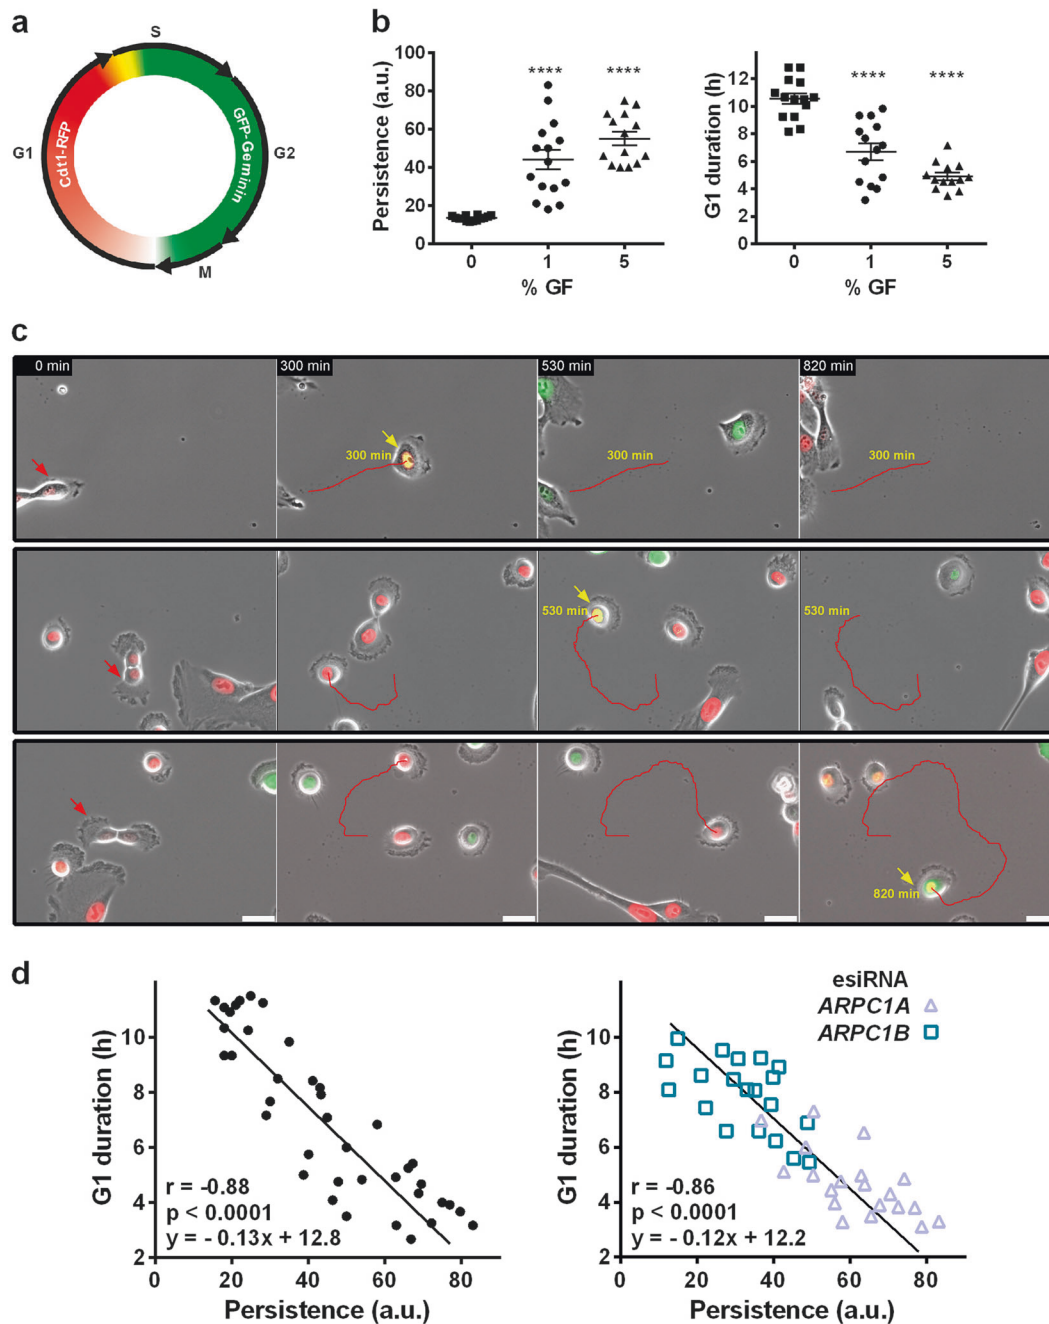 a
S
G1
Cdt1-RFP
GFP-Geminin
G2
M
b
Persistence (a.u.)
100
80
60
40
20
0
****
****
0
1
5
% GF
G1 duration (h)
12
10
8
6
4
2
0
****
****
0
1
5
% GF
c
0 min
300 min
530 min
820 min
300 min
300 min
300 min
530 min
530 min
820 min
d
G1 duration (h)
10
8
6
4
2
r = -0.88
p < 0.0001
y = - 0.13x + 12.8
0
20
40
60
80
Persistence (a.u.)
esiRNA
ARPC1A
ARPC1B
G1 duration (h)
10
8
6
4
2
r = -0.86
p < 0.0001
y = - 0.12x + 12.2
0
20
40
60
80
Persistence (a.u.)